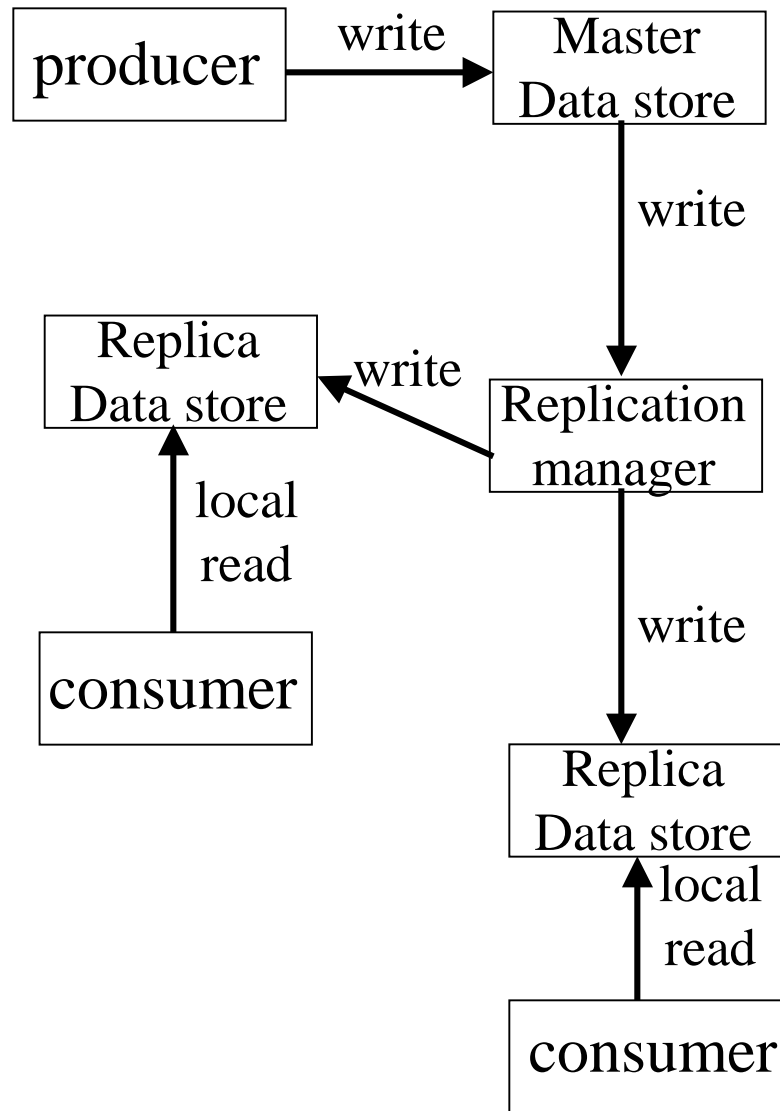 producer
write
Master
Data store
write
Replica
Data store
write
Replication
manager
local
read
write
consumer
Replica
Data store
local
read
consumer